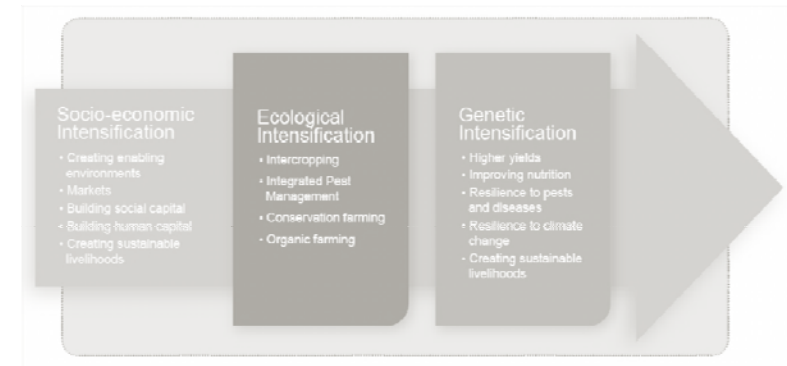 Socio-economic
Intensification
• Creating enabling
environments
• Markets
• Building social capital
• Building human capital
• Creating sustainable
livelihoods
Ecological
Intensification
• Intercropping
• Integrated Pest
Management
• Conservation farming
• Organic farming
Genetic
Intensification
• Higher yields
• Improving nutrition
• Resilience to pests
and diseases
• Resilience to climate
change
• Creating sustainable
livelihoods